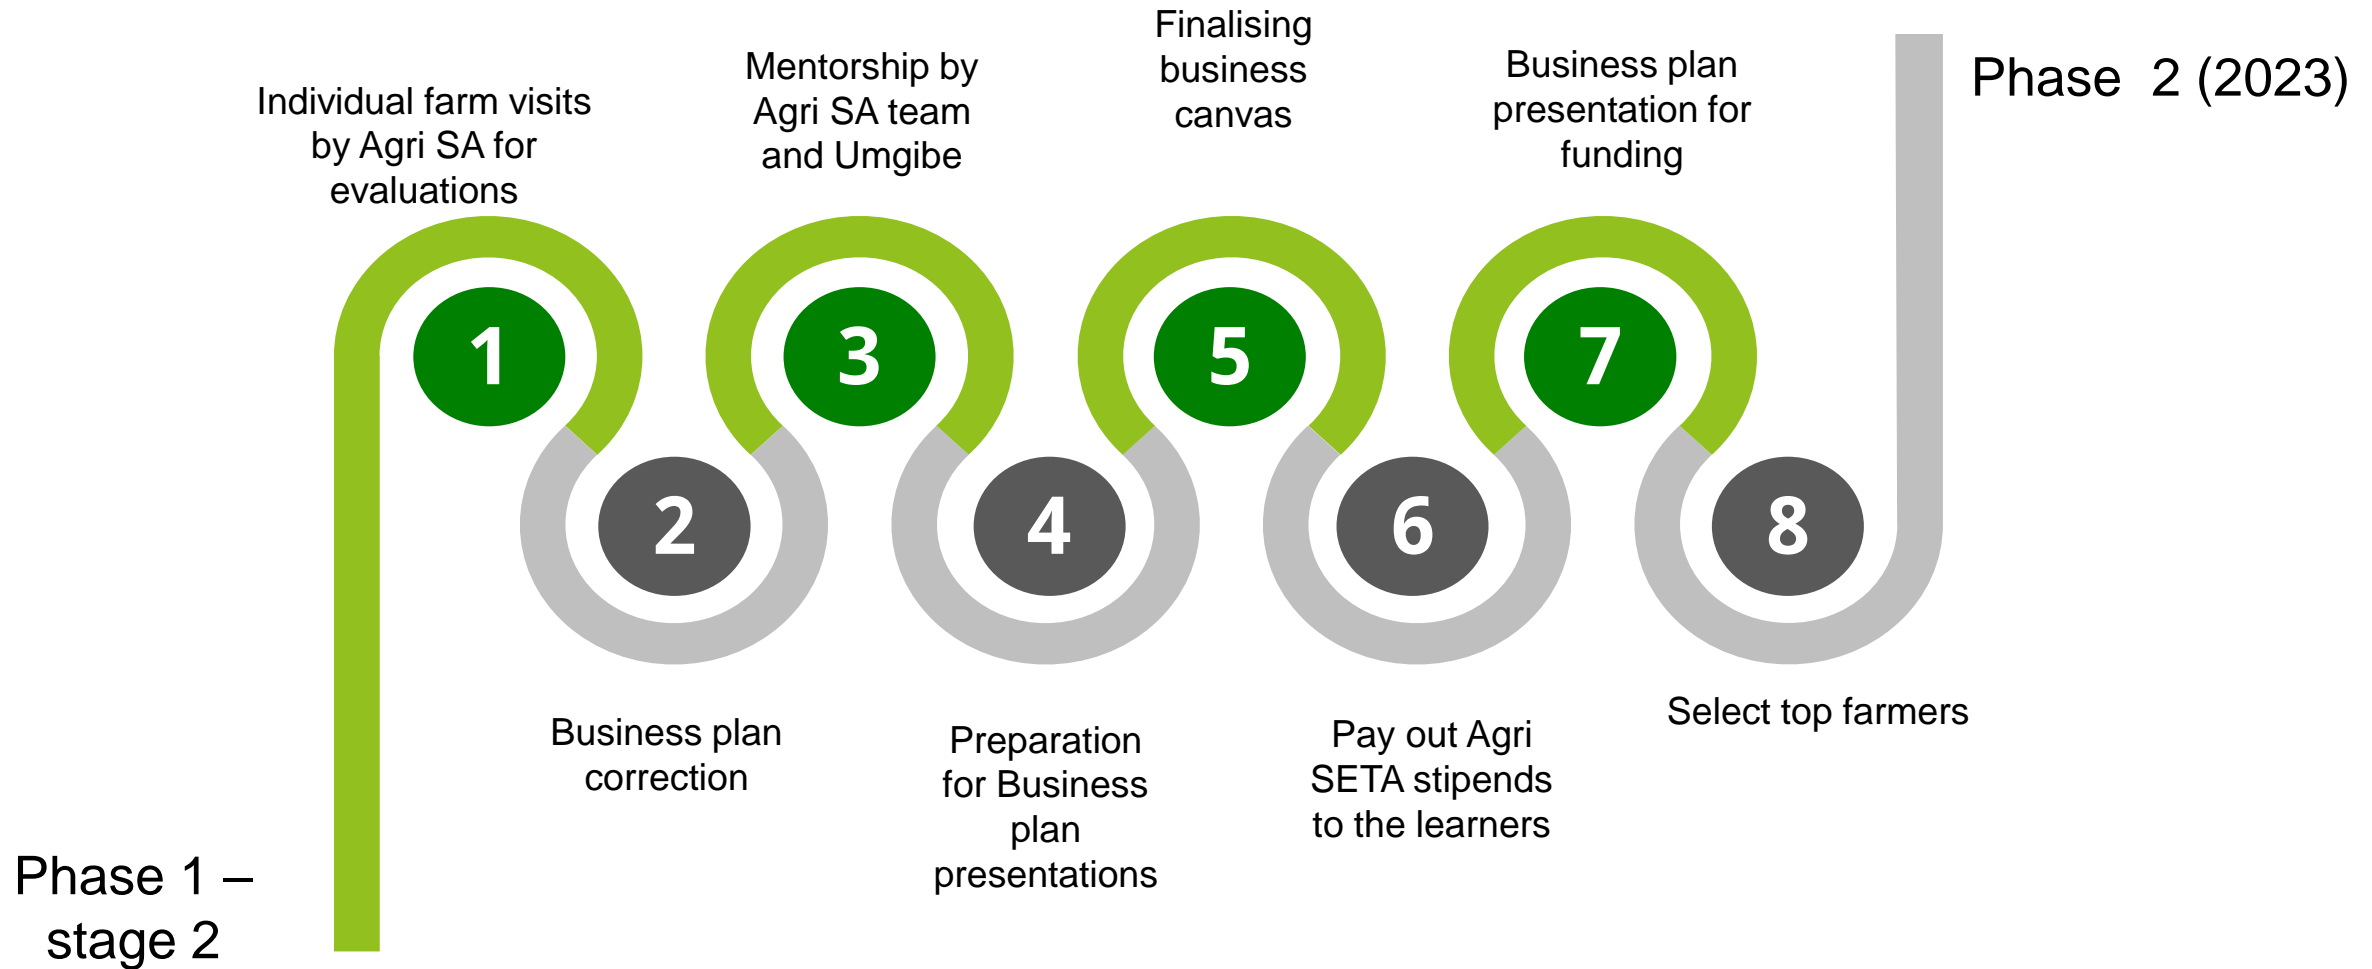 Individual farm visits
by Agri SA for
evaluations
Mentorship by
Agri SA team
and Umgibe
Finalising
business
canvas
Business plan
presentation for
funding
Phase 2 (2023)
1
3
5
7
2
4
6
8
Business plan
correction
Preparation
for Business
plan
presentations
Pay out Agri
SETA stipends
to the learners
Select top farmers
Phase 1 –
stage 2